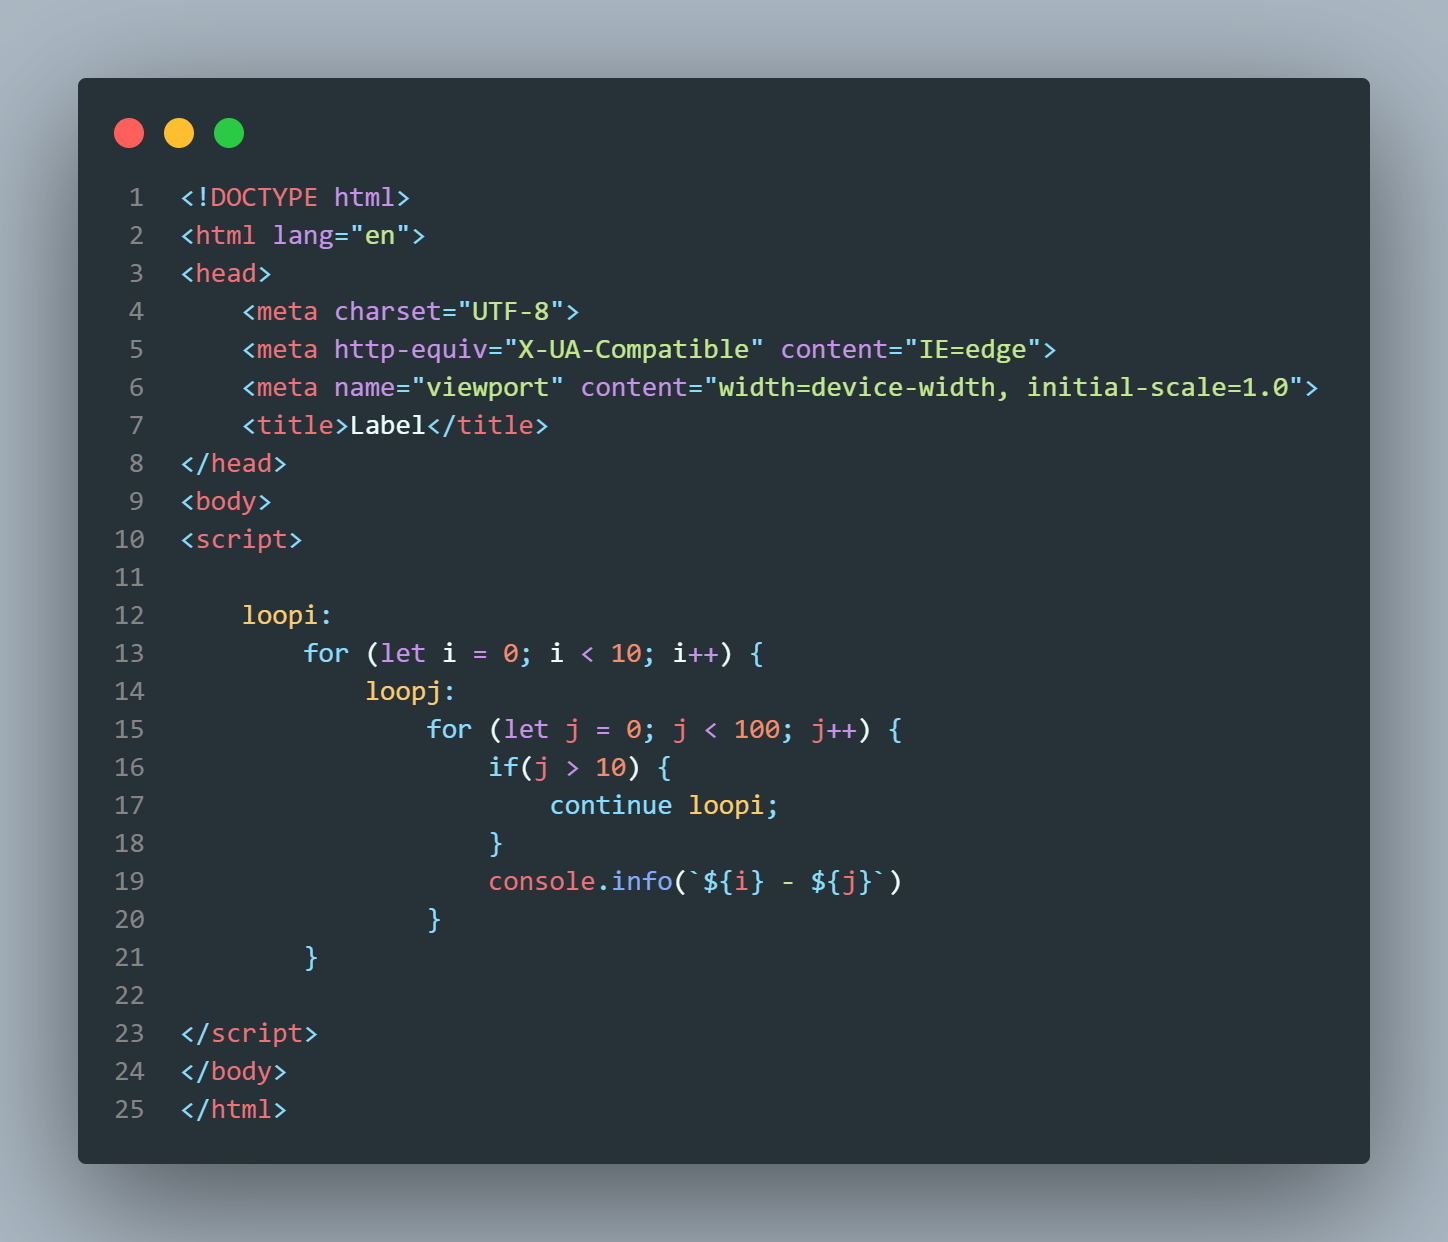 1 <!DOCTYPE html>
2 <html lang="en">
3 <head>
4     <meta charset="UTF-8">
5     <meta http-equiv="X-UA-Compatible" content="IE=edge">
6     <meta name="viewport" content="width=device-width, initial-scale=1.0">
7     <title>Label</title>
8 </head>
9 <body>
10 <script>
11
12     loopi:
13         for (let i = 0; i < 10; i++) {
14             loopj:
15                 for (let j = 0; j < 100; j++) {
16                     if(j > 10) {
17                         continue loopi;
18                     }
19                     console.info(`${i} - ${j}`)
20                 }
21         }
22
23 </script>
24 </body>
25 </html>